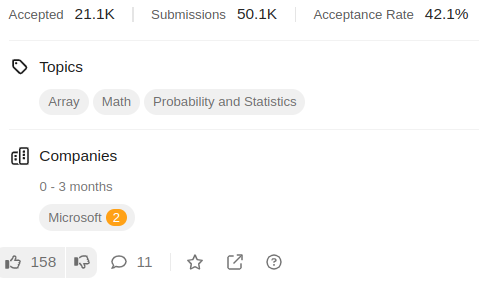 Accepted 21.1K Submissions 50.1K Acceptance Rate 42.1%
Topics
Array Math Probability and Statistics
Companies
0 - 3 months
Microsoft 2
158 11